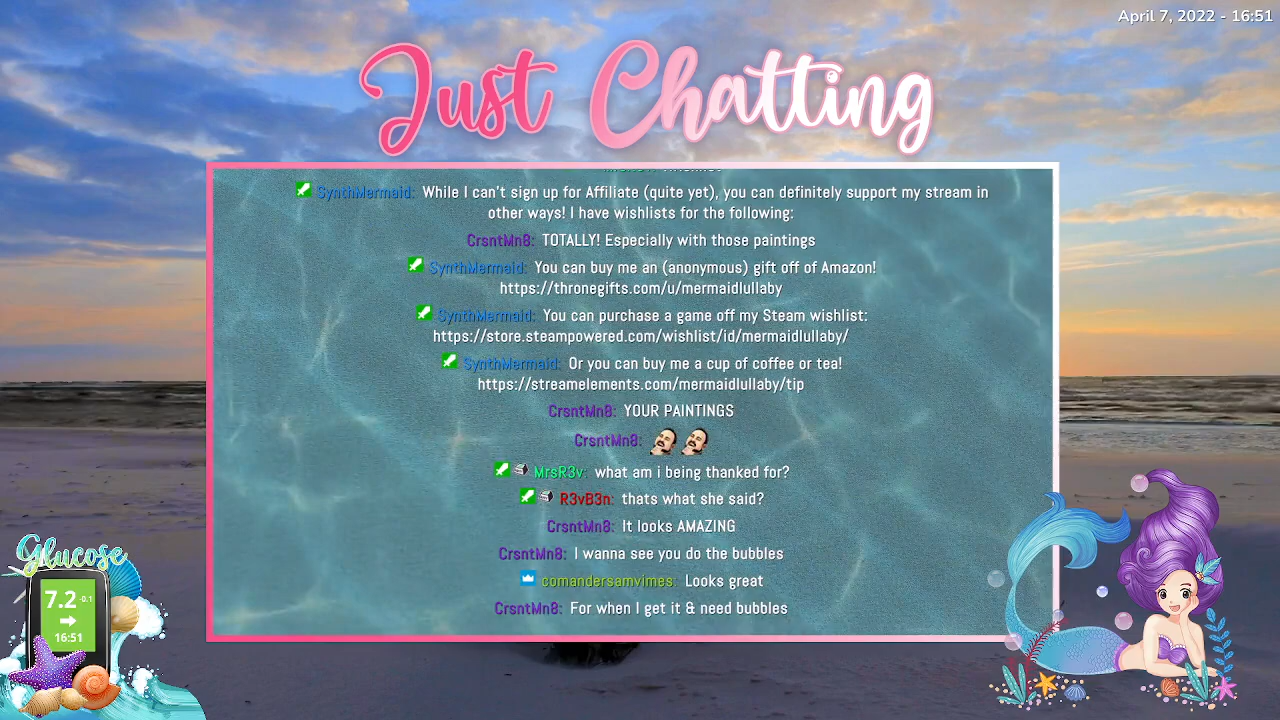 April 7, 2022 - 16:51
Just Chatting
SynthMermaid: While I can't sign up for Affiliate (quite yet), you can definitely support my stream in
other ways! I have wishlists for the following:
CrsntMn8: TOTALLY! Especially with those paintings
SynthMermaid: You can buy me an (anonymous) gift off of Amazon!
https://thronegifts.com/u/mermaidlullaby
SynthMermaid: You can purchase a game off my Steam wishlist:
https://store.steampowered.com/wishlist/id/mermaidlullaby/
SynthMermaid: Or you can buy me a cup of coffee or tea!
https://streamelements.com/mermaidlullaby/tip
CrsntMn8: YOUR PAINTINGS
CrsntMn8:
MrsR3v: what am i being thanked for?
R3vB3n: thats what she said?
CrsntMn8: It looks AMAZING
CrsntMn8: I wanna see you do the bubbles
comandersamvimes: Looks great
CrsntMn8: For when I get it & need bubbles
Glucose
7.2 -0.1
16:51